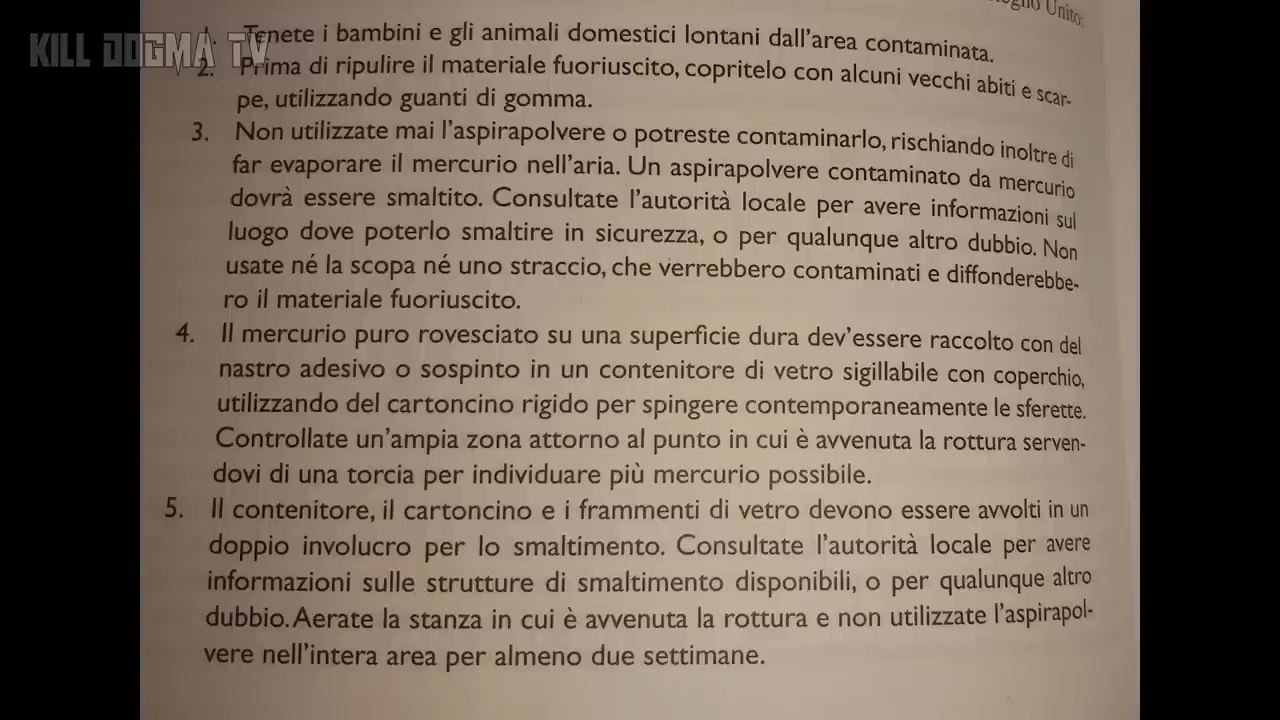 Regno Unito:
KILL DOGMA TV
1. Tenete i bambini e gli animali domestici lontani dall'area contaminata.
2. Prima di ripulire il materiale fuoriuscito, copritelo con alcuni vecchi abiti e scar-
pe, utilizzando guanti di gomma.
3. Non utilizzate mai l'aspirapolvere o potreste contaminarlo, rischiando inoltre di
far evaporare il mercurio nell'aria. Un aspirapolvere contaminato da mercurio
dovrà essere smaltito. Consultate l'autorità locale per avere informazioni sul
luogo dove poterlo smaltire in sicurezza, o per qualunque altro dubbio. Non
usate né la scopa né uno straccio, che verrebbero contaminati e diffonderebbe-
ro il materiale fuoriuscito.
4. Il mercurio puro rovesciato su una superficie dura dev'essere raccolto con del
nastro adesivo o sospinto in un contenitore di vetro sigillabile con coperchio,
utilizzando del cartoncino rigido per spingere contemporaneamente le sferette.
Controllate un'ampia zona attorno al punto in cui è avvenuta la rottura serven-
dovi di una torcia per individuare più mercurio possibile.
5. Il contenitore, il cartoncino e i frammenti di vetro devono essere avvolti in un
doppio involucro per lo smaltimento. Consultate l'autorità locale per avere
informazioni sulle strutture di smaltimento disponibili, o per qualunque altro
dubbio. Aerate la stanza in cui è avvenuta la rottura e non utilizzate l'aspirapol-
vere nell'intera area per almeno due settimane.